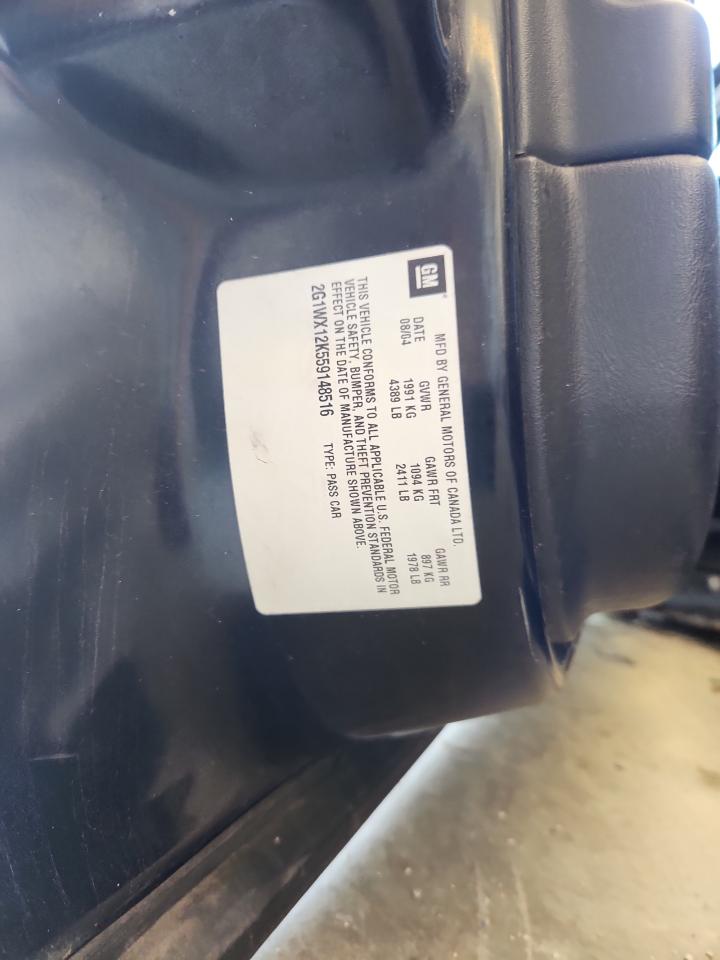 GM®
MFD BY GENERAL MOTORS OF CANADA LTD.
DATE GVWR GAWR FRT GAWR RR
08/04 1991 KG 1094 KG 897 KG
4389 LB 2411 LB 1978 LB
THIS VEHICLE CONFORMS TO ALL APPLICABLE U.S. FEDERAL MOTOR
VEHICLE SAFETY, BUMPER, AND THEFT PREVENTION STANDARDS IN
EFFECT ON THE DATE OF MANUFACTURE SHOWN ABOVE.
2G1WX12K559148516 TYPE: PASS CAR